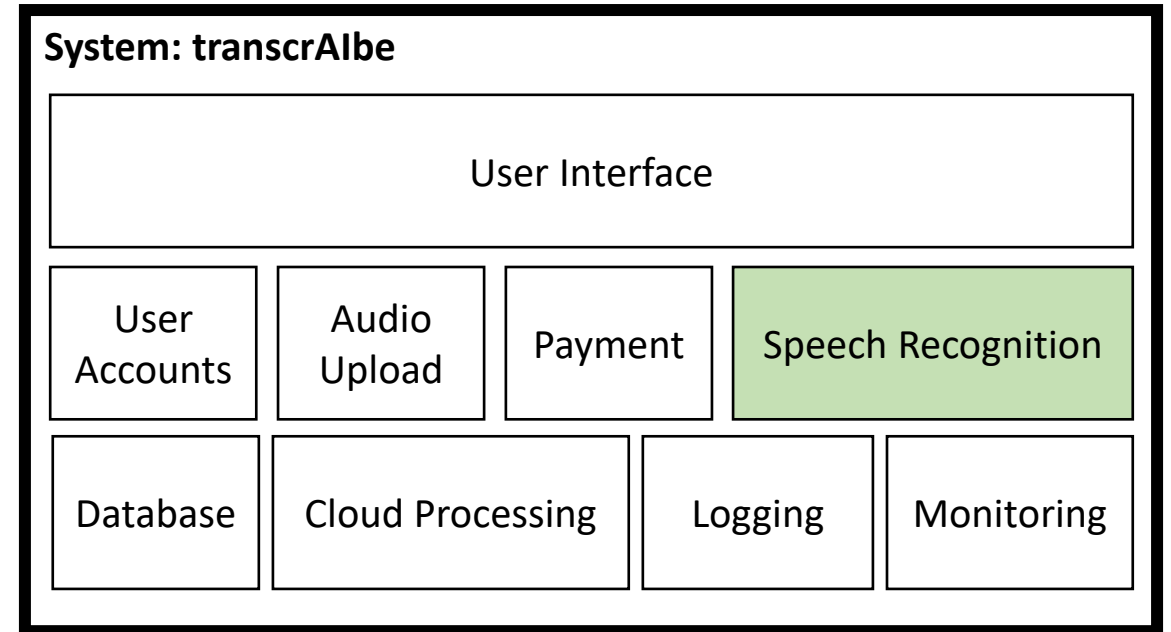 System: transcrAIbe
User Interface
User
Accounts
Audio
Upload
Payment
Speech Recognition
Database
Cloud Processing
Logging
Monitoring